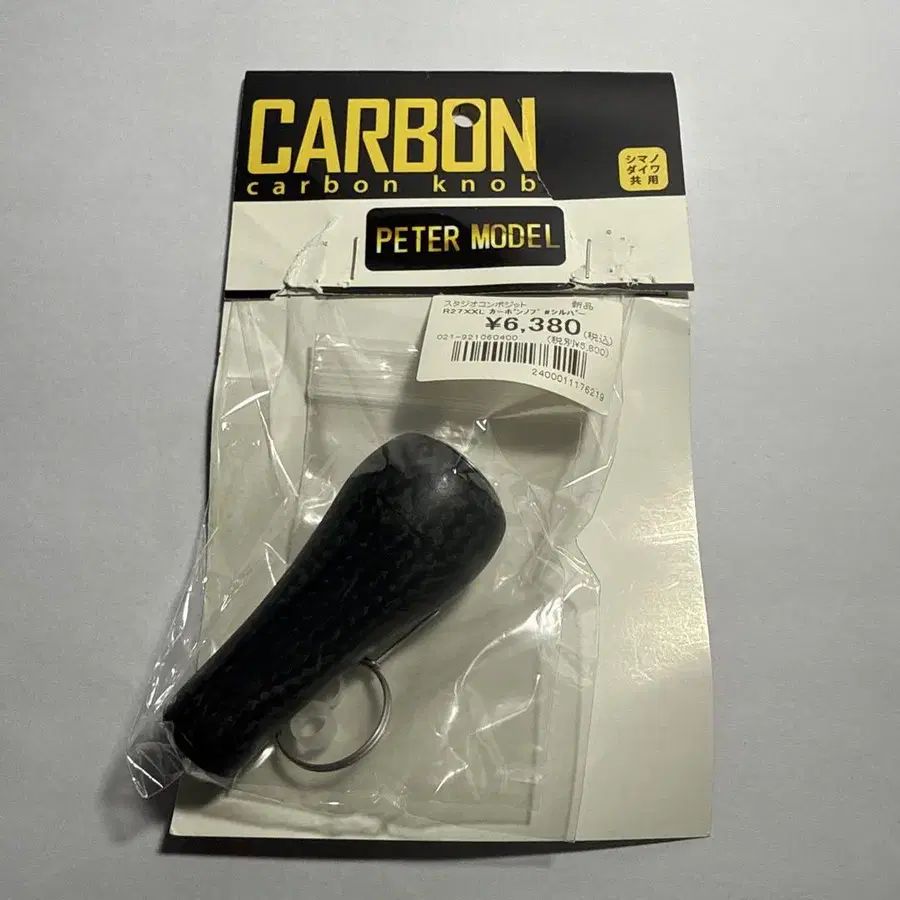 CARBON
carbon knob
シマノ
ダイワ
共用
PETER MODEL
スタジオコンポジット 新品
R27XXL カーボンノブ #シルバー
¥6,380(税込)
021-921060400 (税別¥5,800)
2400011176219